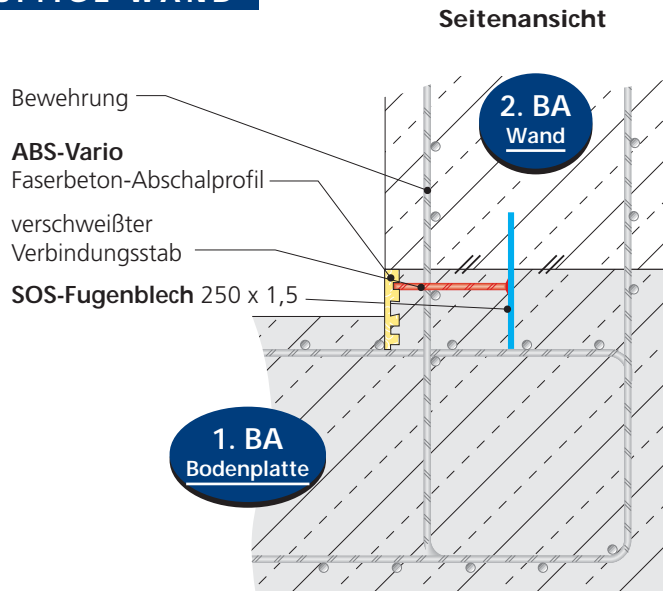 WAND
Seitenansicht
Bewehrung
ABS-Vario
Faserbeton-Abschalprofil
verschweißter
Verbindungsstab
SOS-Fugenblech 250 x 1,5
2. BA
Wand
1. BA
Bodenplatte